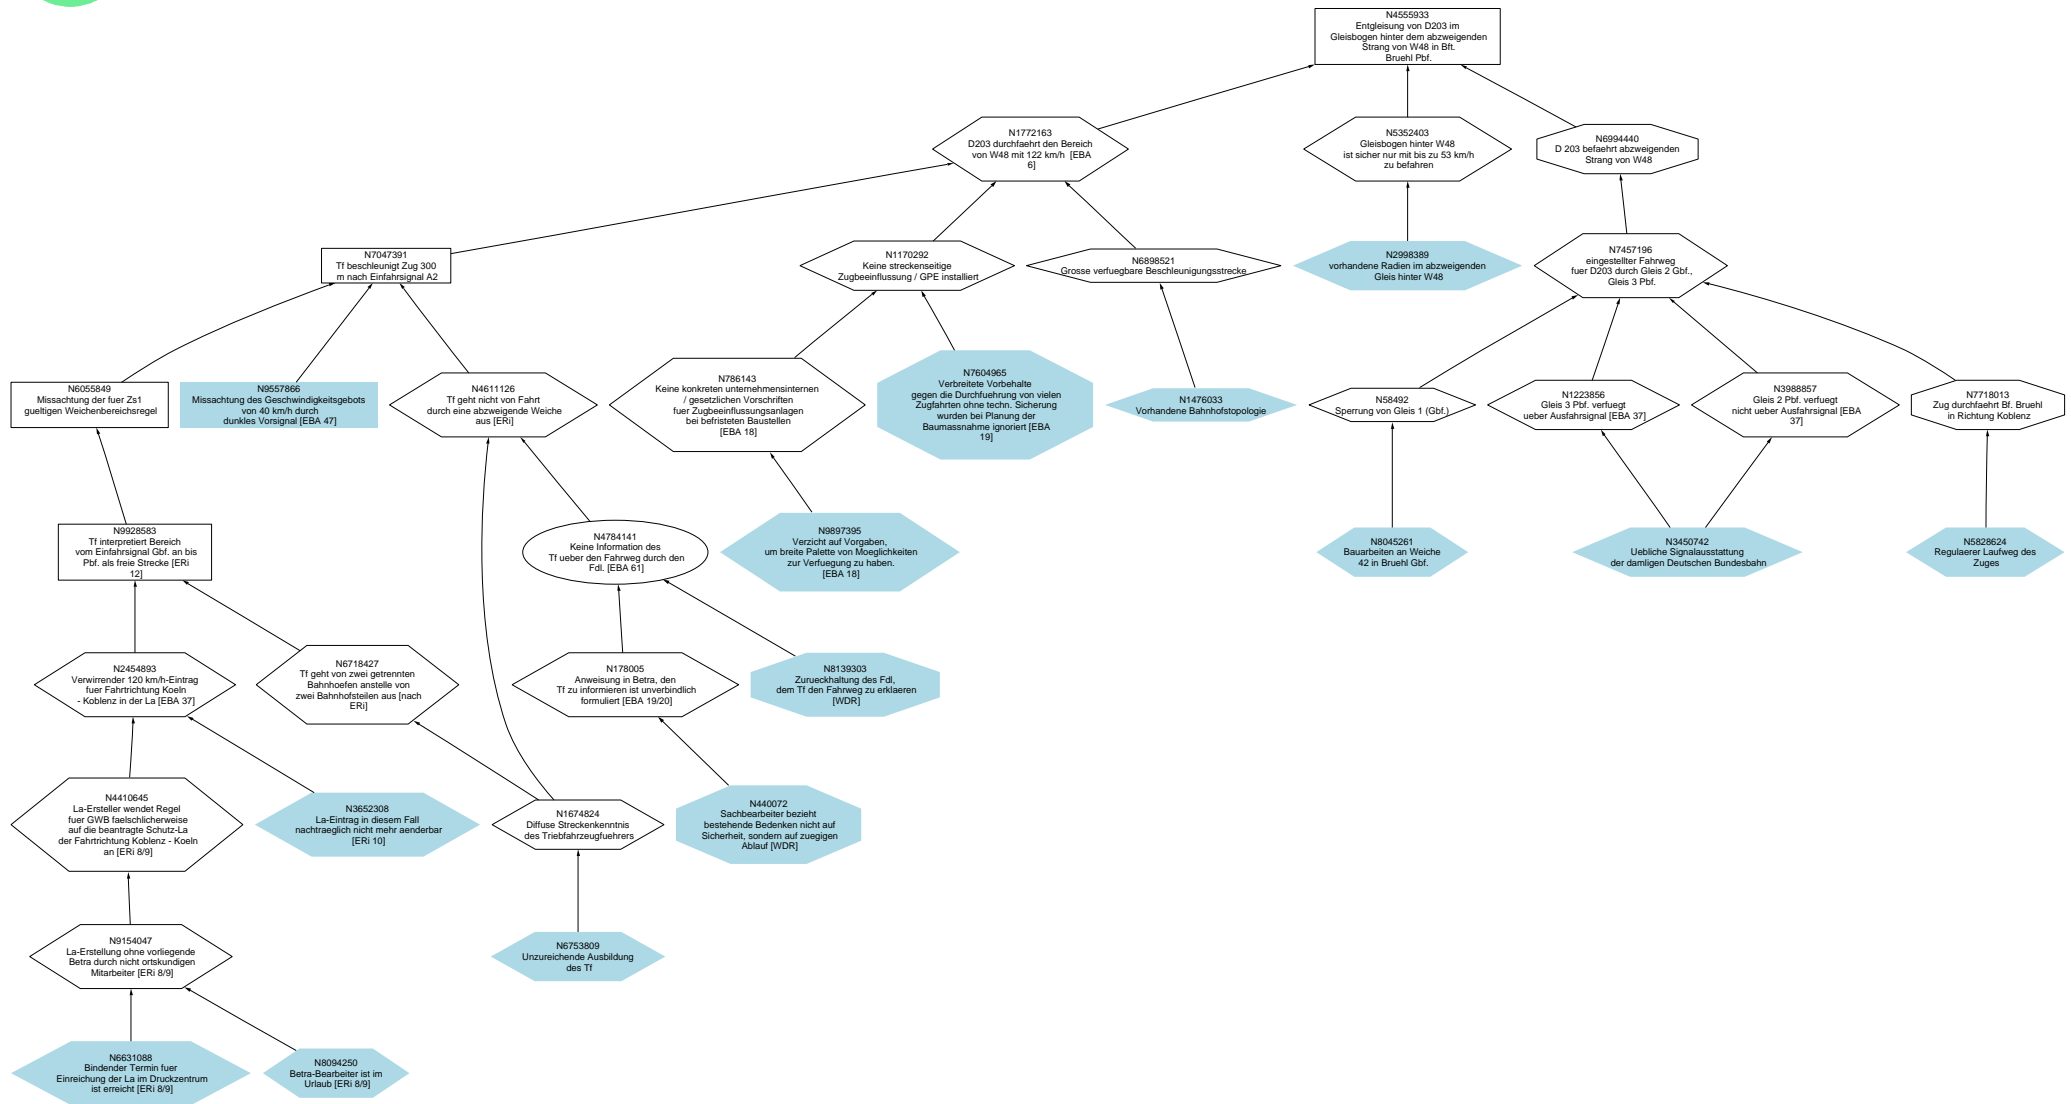 N4555933
Entgleisung von D203 im
Gleisbogen hinter dem abzweigenden
Strang von W48 in Bft.
Bruehl Pbf.
N1772163
D203 durchfaehrt den Bereich
von W48 mit 122 km/h [EBA
6]
N5352403
Gleisbogen hinter W48
ist sicher nur mit bis zu 53 km/h
zu befahren
N6994440
D 203 befaehrt abzweigenden
Strang von W48
N7047391
Tf beschleunigt Zug 300
m nach Einfahrsignal A2
N1170292
Keine streckenseitige
Zugbeeinflussung / GPE installiert
N6898521
Grosse verfuegbare Beschleunigungsstrecke
N2998389
vorhandene Radien im abzweigenden
Gleis hinter W48
N7457196
eingestellter Fahrweg
fuer D203 durch Gleis 2 Gbf.,
Gleis 3 Pbf.
N6055849
Missachtung der fuer Zs1
gueltigen Weichenbereichsregel
N9557866
Missachtung des Geschwindigkeitsgebots
von 40 km/h durch
dunkles Vorsignal [EBA 47]
N4611126
Tf geht nicht von Fahrt
durch eine abzweigende Weiche
aus [ERi]
N786143
Keine konkreten unternehmensinternen
/ gesetzlichen Vorschriften
fuer Zugbeeinflussungsanlagen
bei befristeten Baustellen
[EBA 18]
N7604965
Verbreitete Vorbehalte
gegen die Durchfuehrung von vielen
Zugfahrten ohne techn. Sicherung
wurden bei Planung der
Baumassnahme ignoriert [EBA
19]
N1476033
Vorhandene Bahnhofstopologie
N58492
Sperrung von Gleis 1 (Gbf.)
N1223856
Gleis 3 Pbf. verfuegt
ueber Ausfahrsignal [EBA 37]
N3988857
Gleis 2 Pbf. verfuegt
nicht ueber Ausfahrsignal [EBA
37]
N7718013
Zug durchfaehrt Bf. Bruehl
in Richtung Koblenz
N9928583
Tf interpretiert Bereich
vom Einfahrsignal Gbf. an bis
Pbf. als freie Strecke [ERi
12]
N4784141
Keine Information des
Tf ueber den Fahrweg durch den
Fdl. [EBA 61]
N9897395
Verzicht auf Vorgaben,
um breite Palette von Moeglichkeiten
zur Verfuegung zu haben.
[EBA 18]
N8045261
Bauarbeiten an Weiche
42 in Bruehl Gbf.
N3450742
Uebliche Signalausstattung
der damligen Deutschen Bundesbahn
N5828624
Regulaerer Laufweg des
Zuges
N2454893
Verwirrender 120 km/h-Eintrag
fuer Fahrtrichtung Koeln
- Koblenz in der La [EBA 37]
N6718427
Tf geht von zwei getrennten
Bahnhoefen anstelle von
zwei Bahnhofsteilen aus [nach
ERi]
N178005
Anweisung in Betra, den
Tf zu informieren ist unverbindlich
formuliert [EBA 19/20]
N8139303
Zurueckhaltung des Fdl,
dem Tf den Fahrweg zu erklaeren
[WDR]
N4410645
La-Ersteller wendet Regel
fuer GWB faelschlicherweise
auf die beantragte Schutz-La
der Fahrtrichtung Koblenz - Koeln
an [ERi 8/9]
N3652308
La-Eintrag in diesem Fall
nachtraeglich nicht mehr aenderbar
[ERi 10]
N1674824
Diffuse Streckenkenntnis
des Triebfahrzeugfuehrers
N440072
Sachbearbeiter bezieht
bestehende Bedenken nicht auf
Sicherheit, sondern auf zuegigen
Ablauf [WDR]
N9154047
La-Erstellung ohne vorliegende
Betra durch nicht ortskundigen
Mitarbeiter [ERi 8/9]
N6753809
Unzureichende Ausbildung
des Tf
N6631088
Bindender Termin fuer
Einreichung der La im Druckzentrum
ist erreicht [ERi 8/9]
N8094250
Betra-Bearbeiter ist im
Urlaub [ERi 8/9]